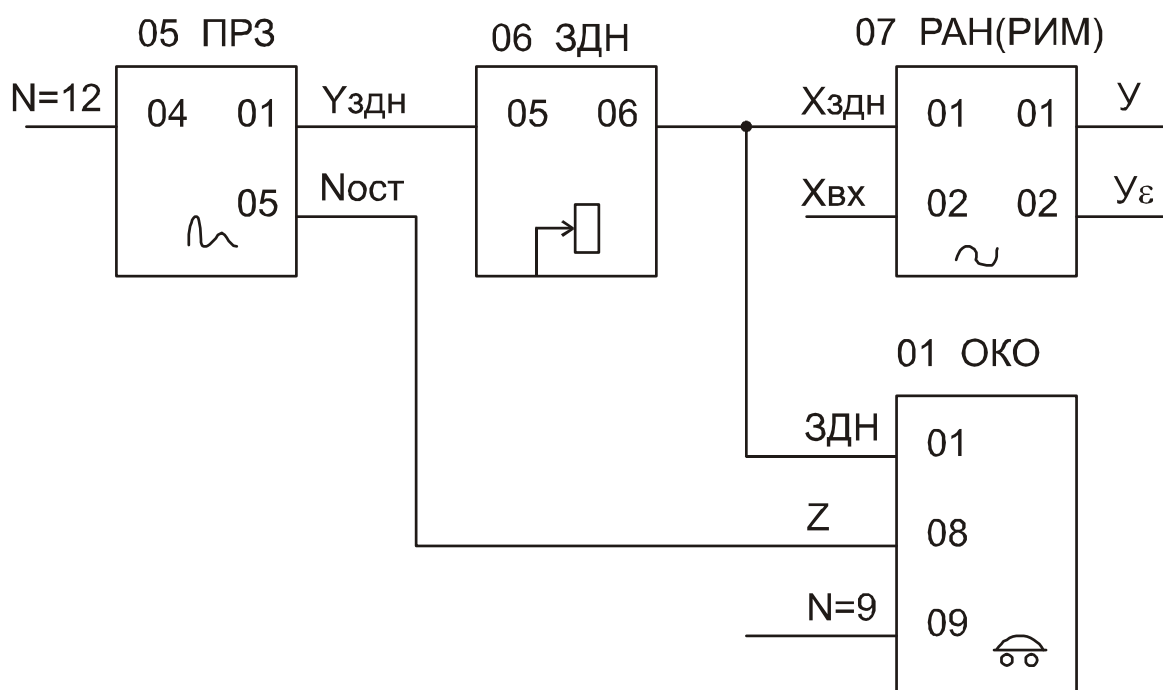 05 ПРЗ
06 ЗДН
07 РАН(РИМ)
N=12
04
01
Yздн
05
06
Xздн
01
01
У
05
Nост
Xвх
02
02
Уε
01 ОКО
ЗДН
01
Z
08
N=9
09